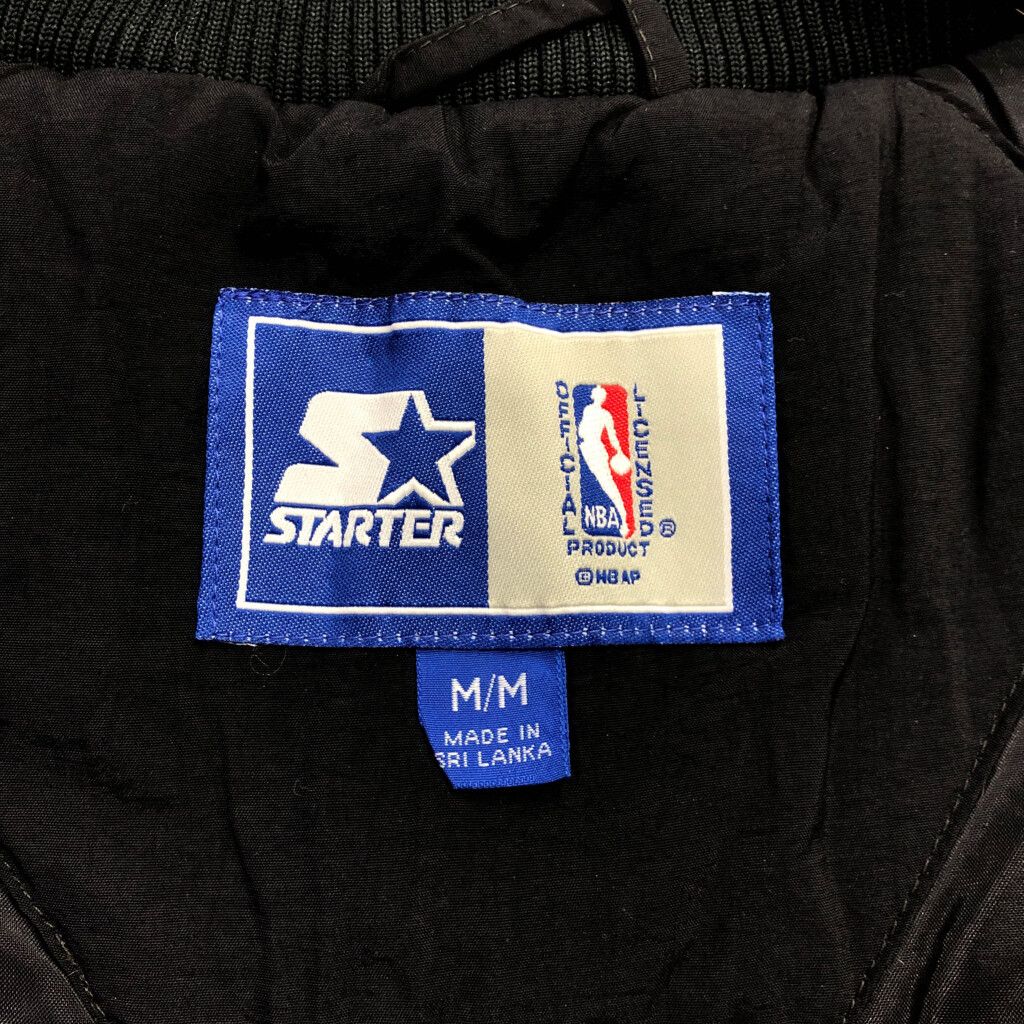 STARTER
OFFICIAL
LICENSED
NBA
PRODUCT ®
© NBAP
M/M
MADE IN
SRI LANKA